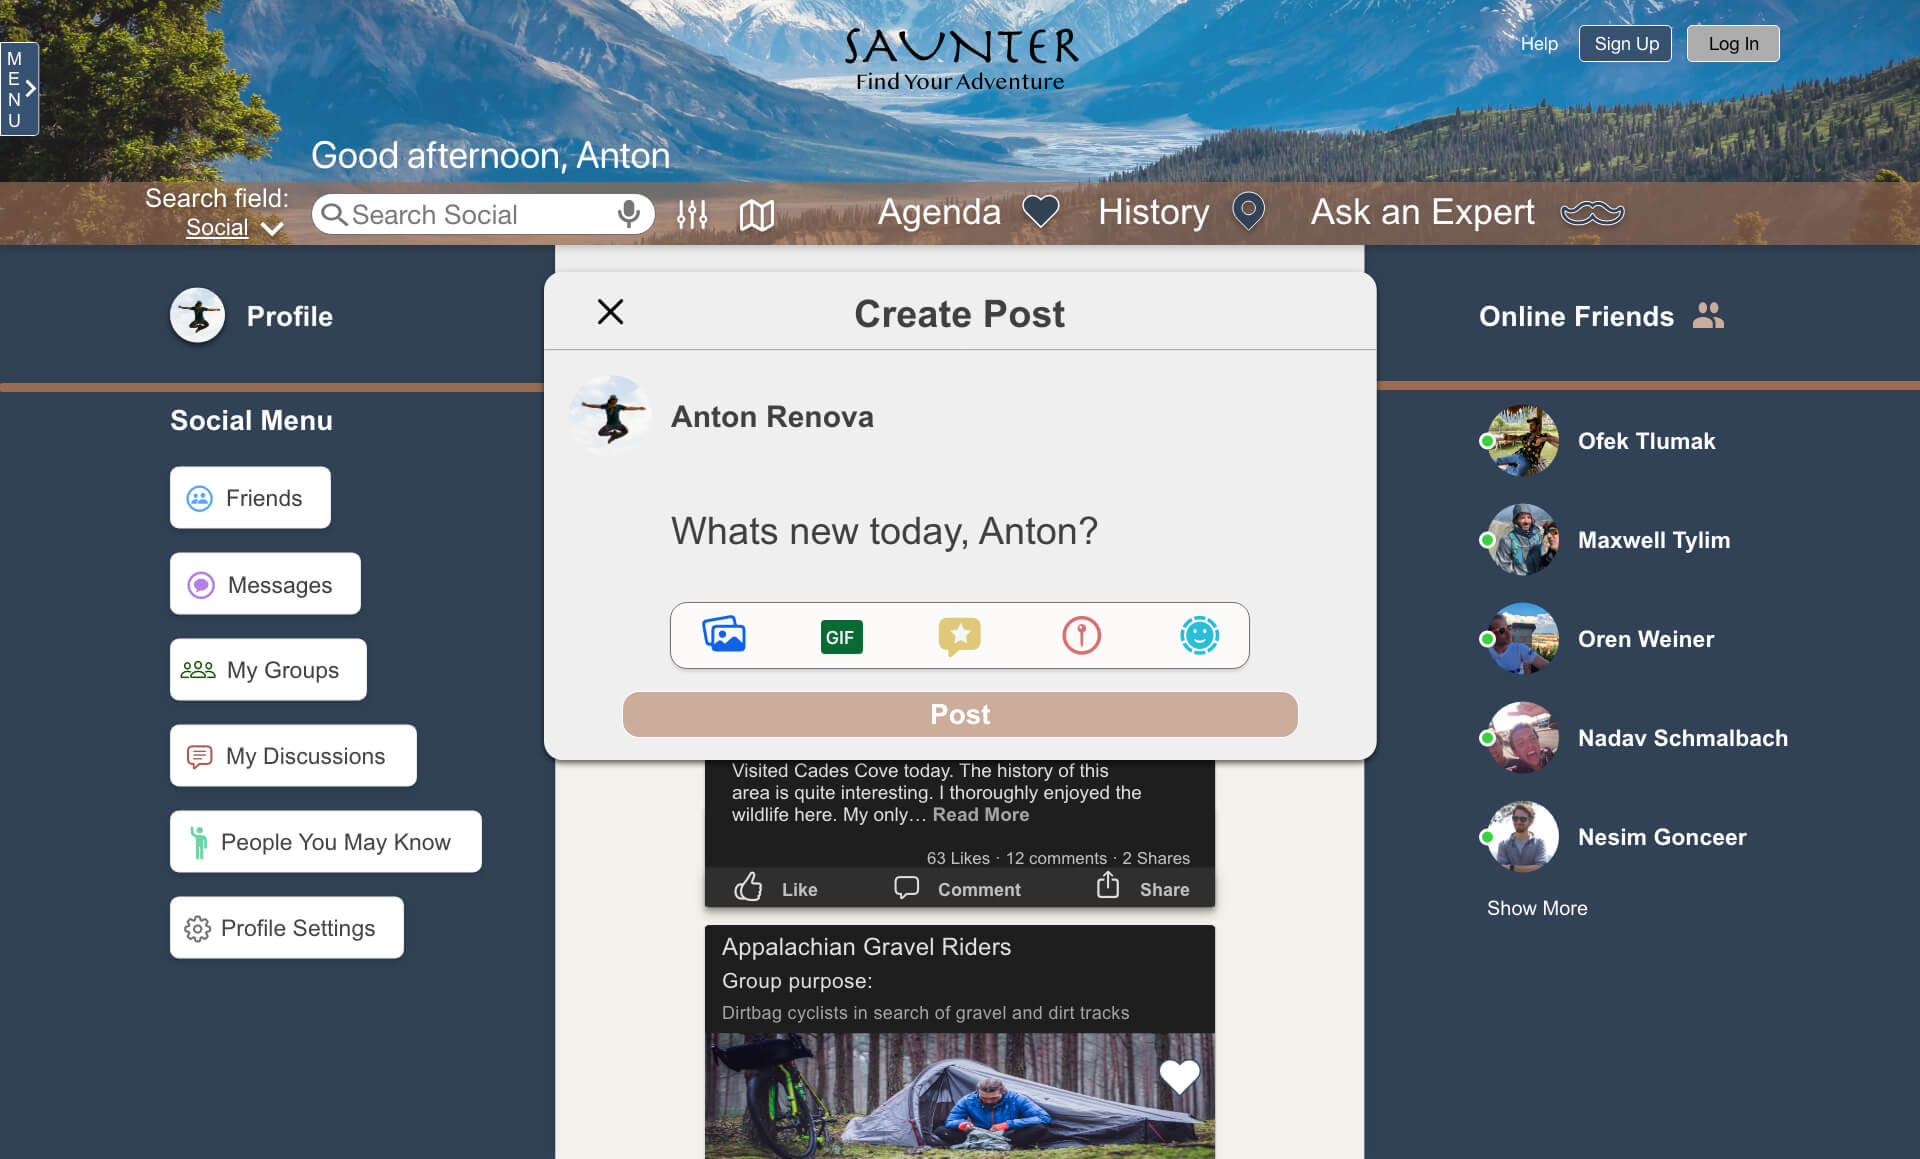 SAUNTER
Find Your Adventure
Help
Sign Up
Log In
MENU
Good afternoon, Anton
Search field:
Social
Search Social
Agenda
History
Ask an Expert
Profile
Social Menu
Friends
Messages
My Groups
My Discussions
People You May Know
Profile Settings
Create Post
Anton Renova
Whats new today, Anton?
GIF
Post
Visited Cades Cove today. The history of this
area is quite interesting. I thoroughly enjoyed the
wildlife here. My only... Read More
63 Likes · 12 comments · 2 Shares
Like
Comment
Share
Appalachian Gravel Riders
Group purpose:
Dirtbag cyclists in search of gravel and dirt tracks
Online Friends
Ofek Tlumak
Maxwell Tylim
Oren Weiner
Nadav Schmalbach
Nesim Gonceer
Show More